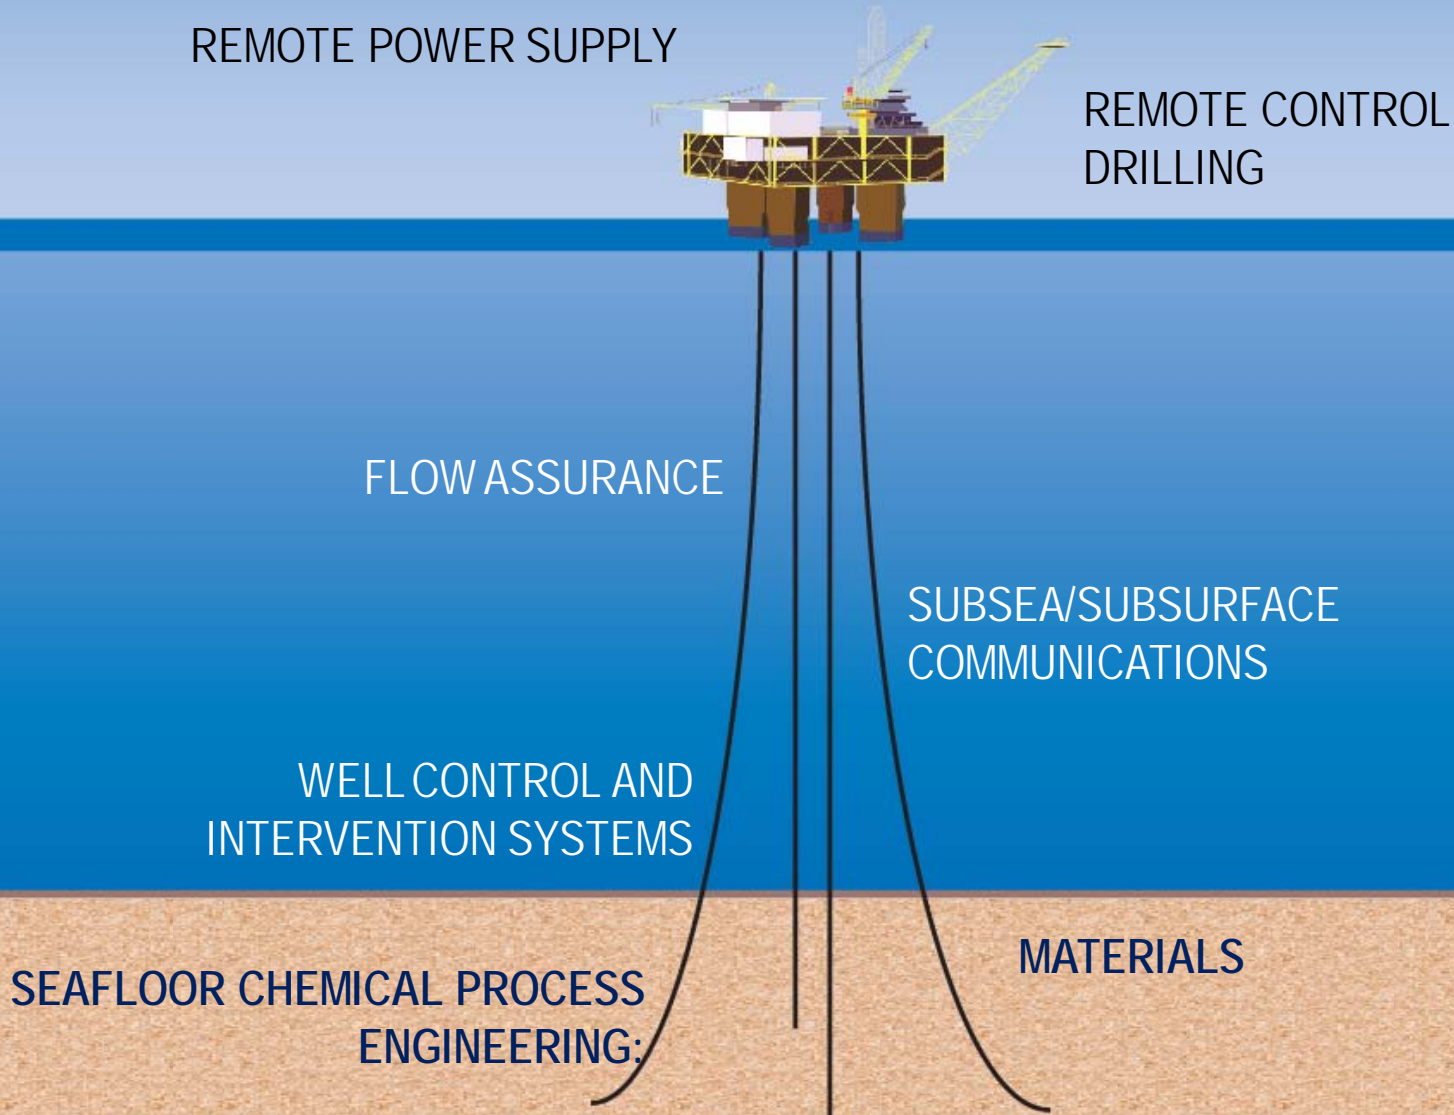 REMOTE POWER SUPPLY
REMOTE CONTROL
DRILLING
FLOW ASSURANCE
SUBSEA/SUBSURFACE
COMMUNICATIONS
WELL CONTROL AND
INTERVENTION SYSTEMS
MATERIALS
SEAFLOOR CHEMICAL PROCESS
ENGINEERING: